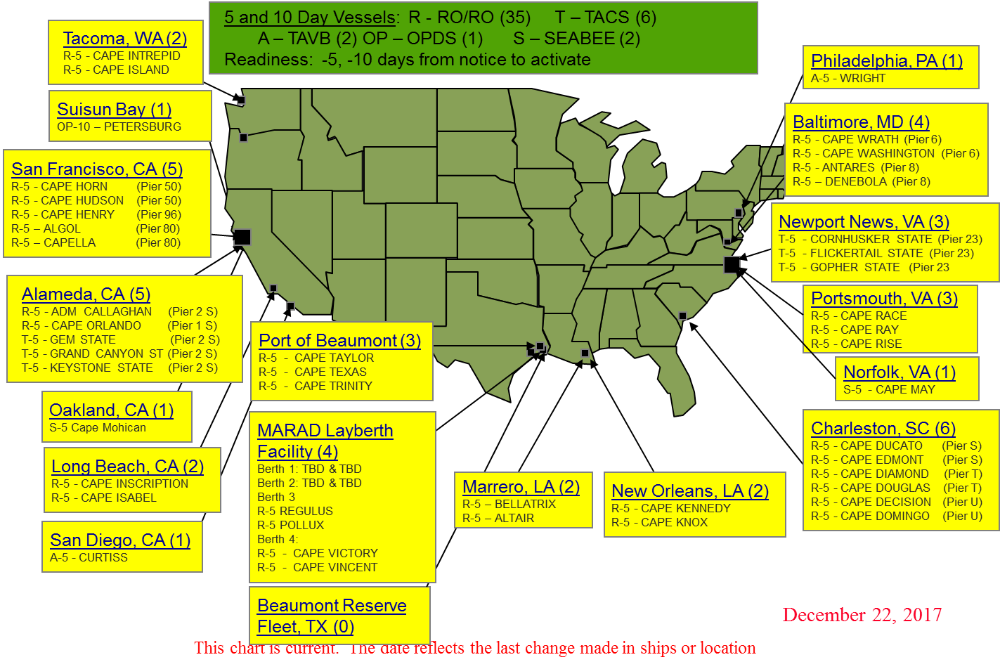 5 and 10 Day Vessels: R - RO/RO (35) T – TACS (6)
A – TAVB (2) OP – OPDS (1) S – SEABEE (2)
Readiness: -5, -10 days from notice to activate
Tacoma, WA (2)
R-5 - CAPE INTREPID
R-5 - CAPE ISLAND
Suisun Bay (1)
OP-10 – PETERSBURG
San Francisco, CA (5)
R-5 - CAPE HORN (Pier 50)
R-5 - CAPE HUDSON (Pier 50)
R-5 - CAPE HENRY (Pier 96)
R-5 – ALGOL (Pier 80)
R-5 – CAPELLA (Pier 80)
Alameda, CA (5)
R-5 - ADM CALLAGHAN (Pier 2 S)
R-5 - CAPE ORLANDO (Pier 1 S)
T-5 - GEM STATE (Pier 2 S)
T-5 - GRAND CANYON ST (Pier 2 S)
T-5 - KEYSTONE STATE (Pier 2 S)
Oakland, CA (1)
S-5 Cape Mohican
Long Beach, CA (2)
R-5 - CAPE INSCRIPTION
R-5 - CAPE ISABEL
San Diego, CA (1)
A-5 - CURTISS
Port of Beaumont (3)
R-5 - CAPE TAYLOR
R-5 - CAPE TEXAS
R-5 - CAPE TRINITY
MARAD Layberth
Facility (4)
Berth 1: TBD & TBD
Berth 2: TBD & TBD
Berth 3
R-5 REGULUS
R-5 POLLUX
Berth 4:
R-5 - CAPE VICTORY
R-5 - CAPE VINCENT
Beaumont Reserve
Fleet, TX (0)
Marrero, LA (2)
R-5 – BELLATRIX
R-5 – ALTAIR
New Orleans, LA (2)
R-5 - CAPE KENNEDY
R-5 - CAPE KNOX
Philadelphia, PA (1)
A-5 - WRIGHT
Baltimore, MD (4)
R-5 - CAPE WRATH (Pier 6)
R-5 - CAPE WASHINGTON (Pier 6)
R-5 - ANTARES (Pier 8)
R-5 – DENEBOLA (Pier 8)
Newport News, VA (3)
T-5 - CORNHUSKER STATE (Pier 23)
T-5 - FLICKERTAIL STATE (Pier 23)
T-5 - GOPHER STATE (Pier 23
Portsmouth, VA (3)
R-5 - CAPE RACE
R-5 - CAPE RAY
R-5 - CAPE RISE
Norfolk, VA (1)
S-5 - CAPE MAY
Charleston, SC (6)
R-5 - CAPE DUCATO (Pier S)
R-5 - CAPE EDMONT (Pier S)
R-5 - CAPE DIAMOND (Pier T)
R-5 - CAPE DOUGLAS (Pier T)
R-5 - CAPE DECISION (Pier U)
R-5 - CAPE DOMINGO (Pier U)
December 22, 2017
This chart is current. The date reflects the last change made in ships or location